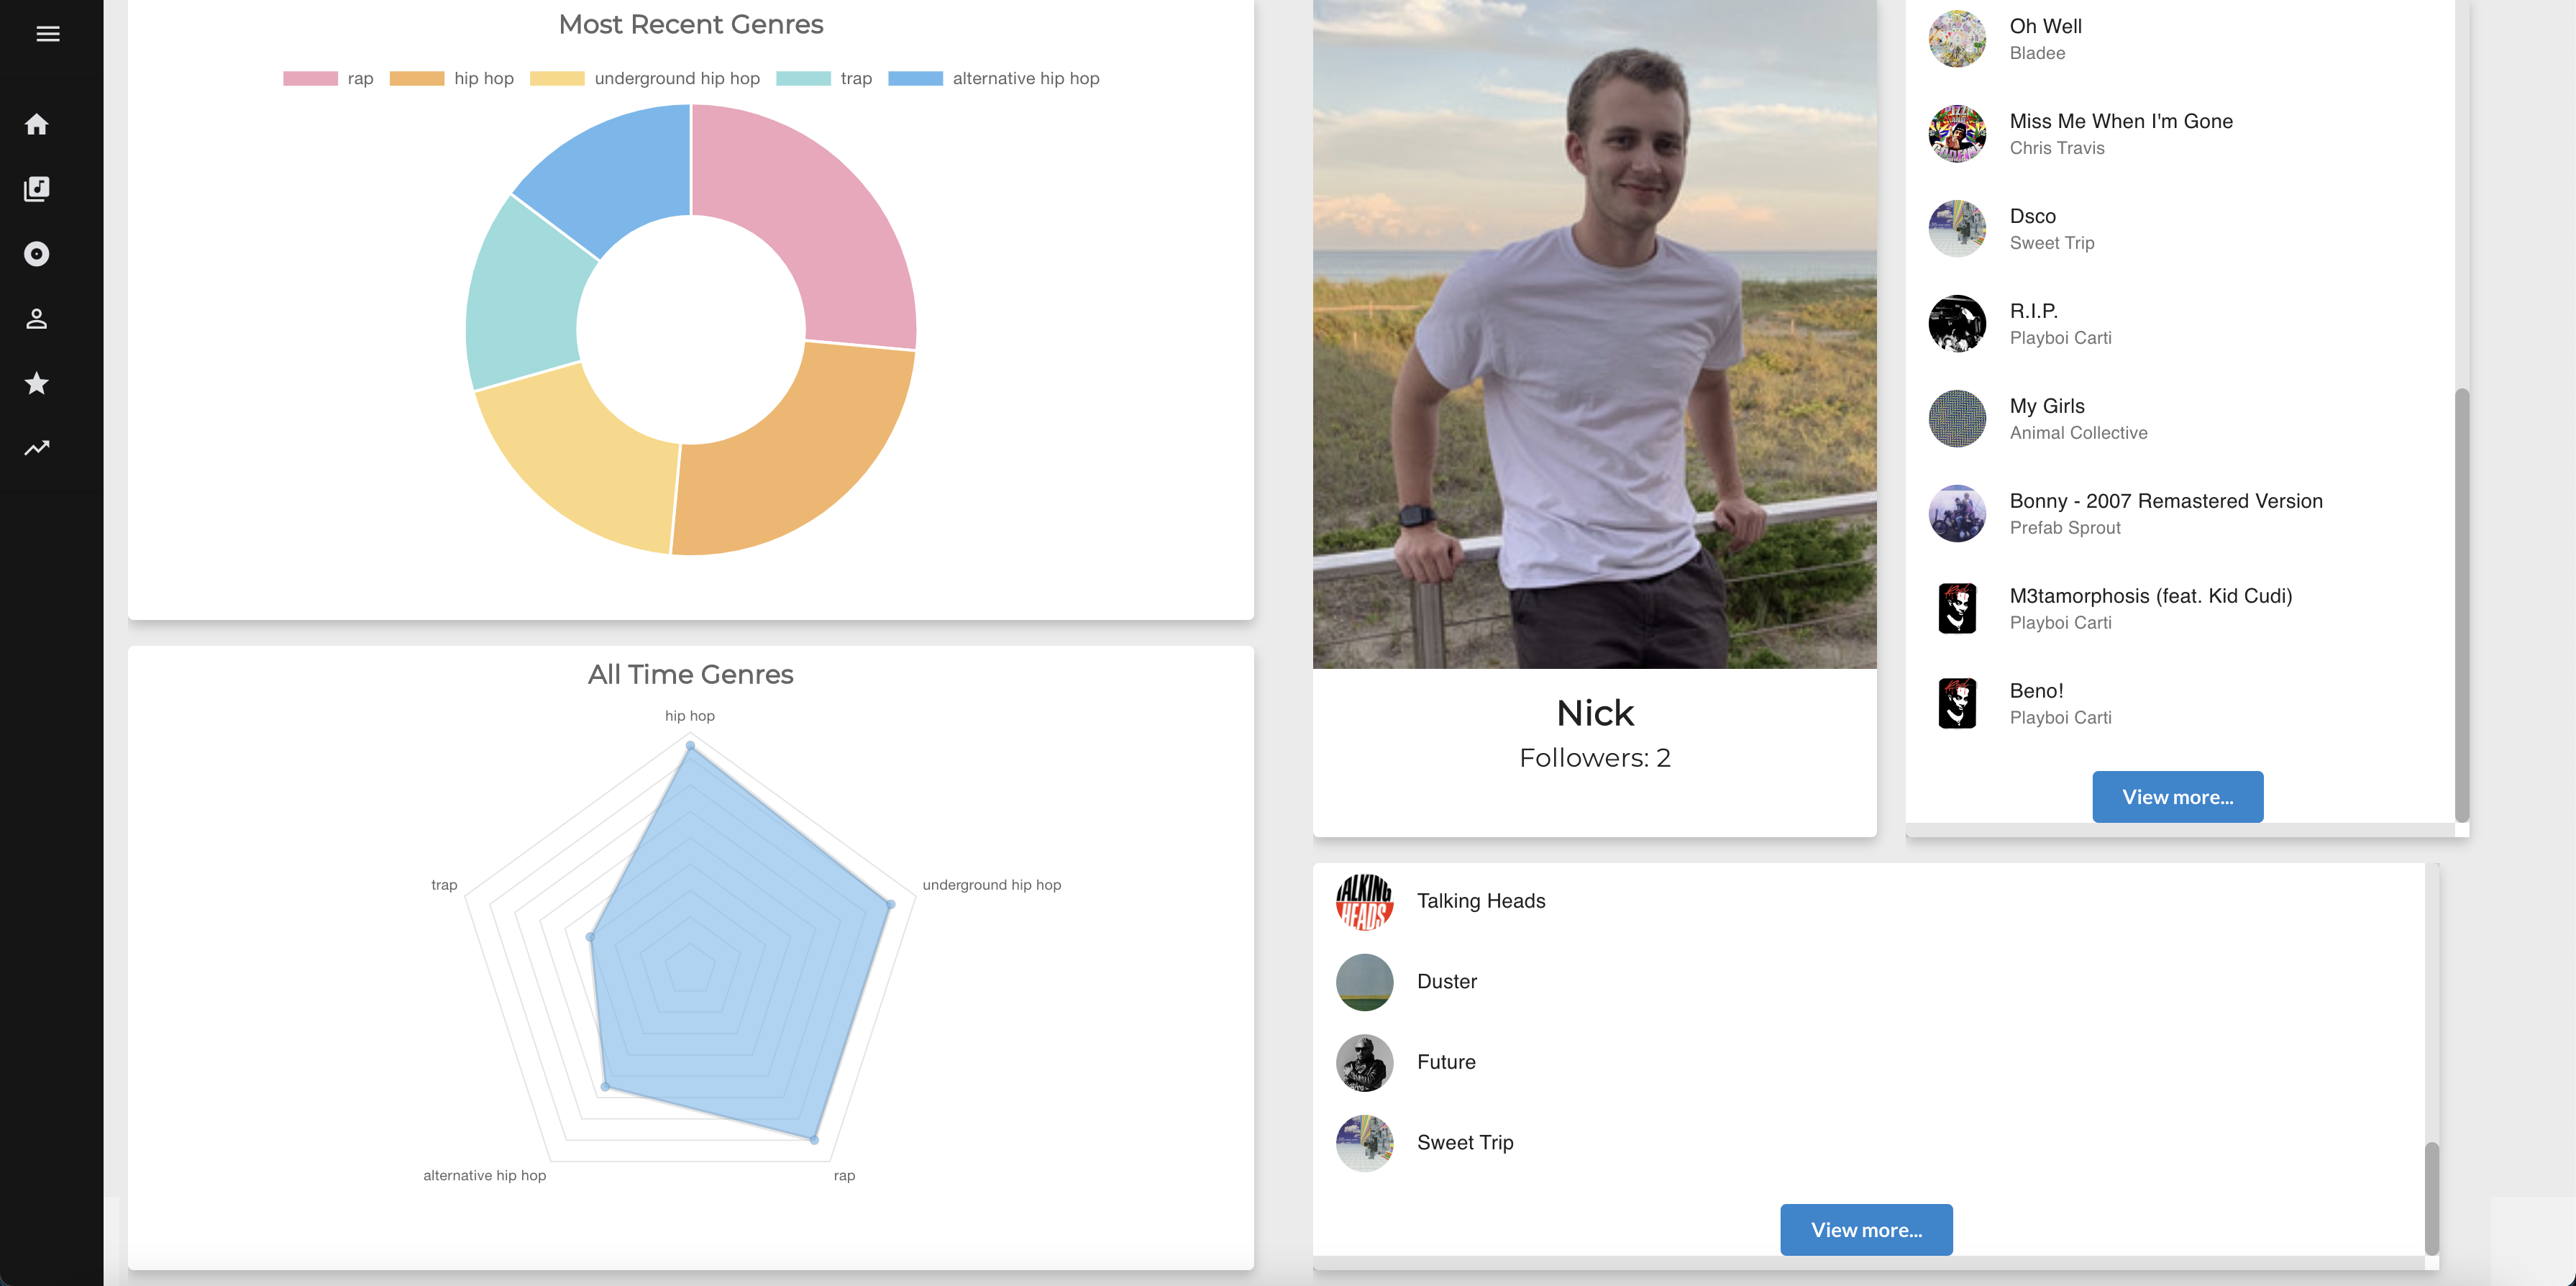 Most Recent Genres
rap hip hop underground hip hop trap alternative hip hop
All Time Genres
hip hop
trap
underground hip hop
alternative hip hop
rap
Nick
Followers: 2
Oh Well
Bladee
Miss Me When I'm Gone
Chris Travis
Dsco
Sweet Trip
R.I.P.
Playboi Carti
My Girls
Animal Collective
Bonny - 2007 Remastered Version
Prefab Sprout
M3tamorphosis (feat. Kid Cudi)
Playboi Carti
Beno!
Playboi Carti
View more...
TALKING
HEADS
Talking Heads
Duster
Future
Sweet Trip
View more...